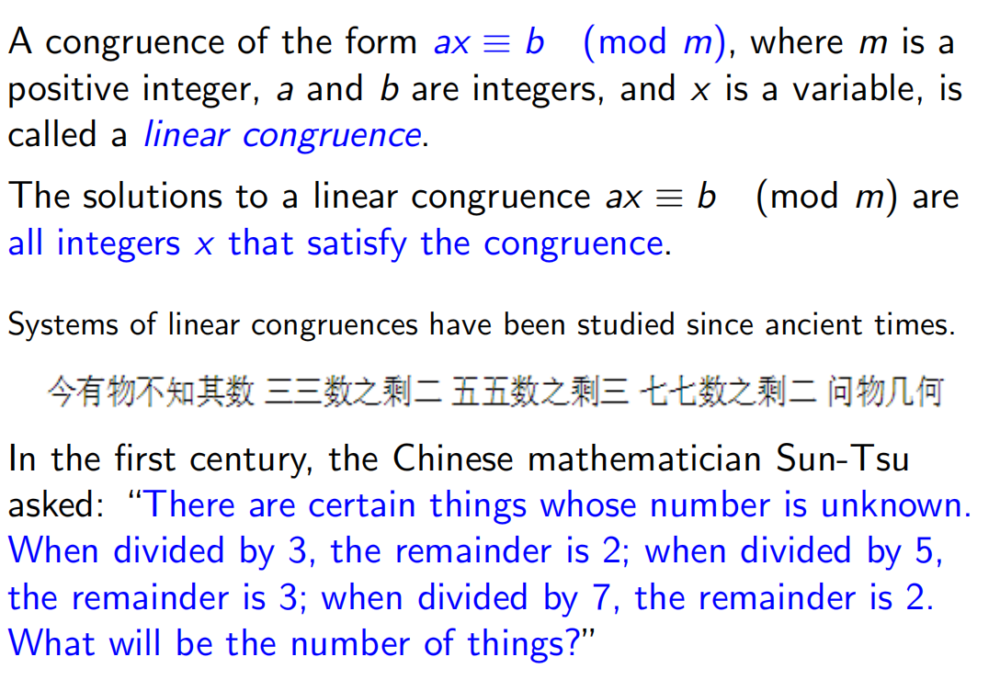 A congruence of the form ax ≡ b (mod m), where m is a
positive integer, a and b are integers, and x is a variable, is
called a linear congruence.
The solutions to a linear congruence ax ≡ b (mod m) are
all integers x that satisfy the congruence.
Systems of linear congruences have been studied since ancient times.
今有物不知其数 三三数之剩二 五五数之剩三 七七数之剩二 问物几何
In the first century, the Chinese mathematician Sun-Tsu
asked: “There are certain things whose number is unknown.
When divided by 3, the remainder is 2; when divided by 5,
the remainder is 3; when divided by 7, the remainder is 2.
What will be the number of things?”